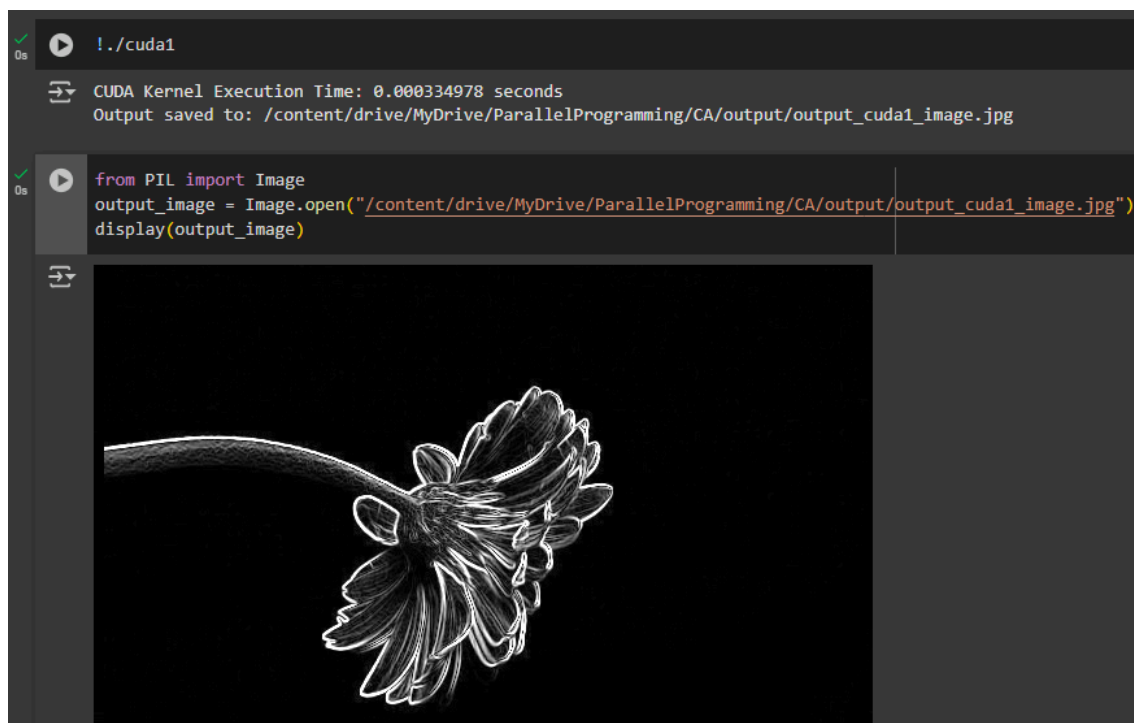 0s
!./cuda1
CUDA Kernel Execution Time: 0.000334978 seconds
Output saved to: /content/drive/MyDrive/ParallelProgramming/CA/output/output_cuda1_image.jpg
0s
from PIL import Image
output_image = Image.open("/content/drive/MyDrive/ParallelProgramming/CA/output/output_cuda1_image.jpg")
display(output_image)